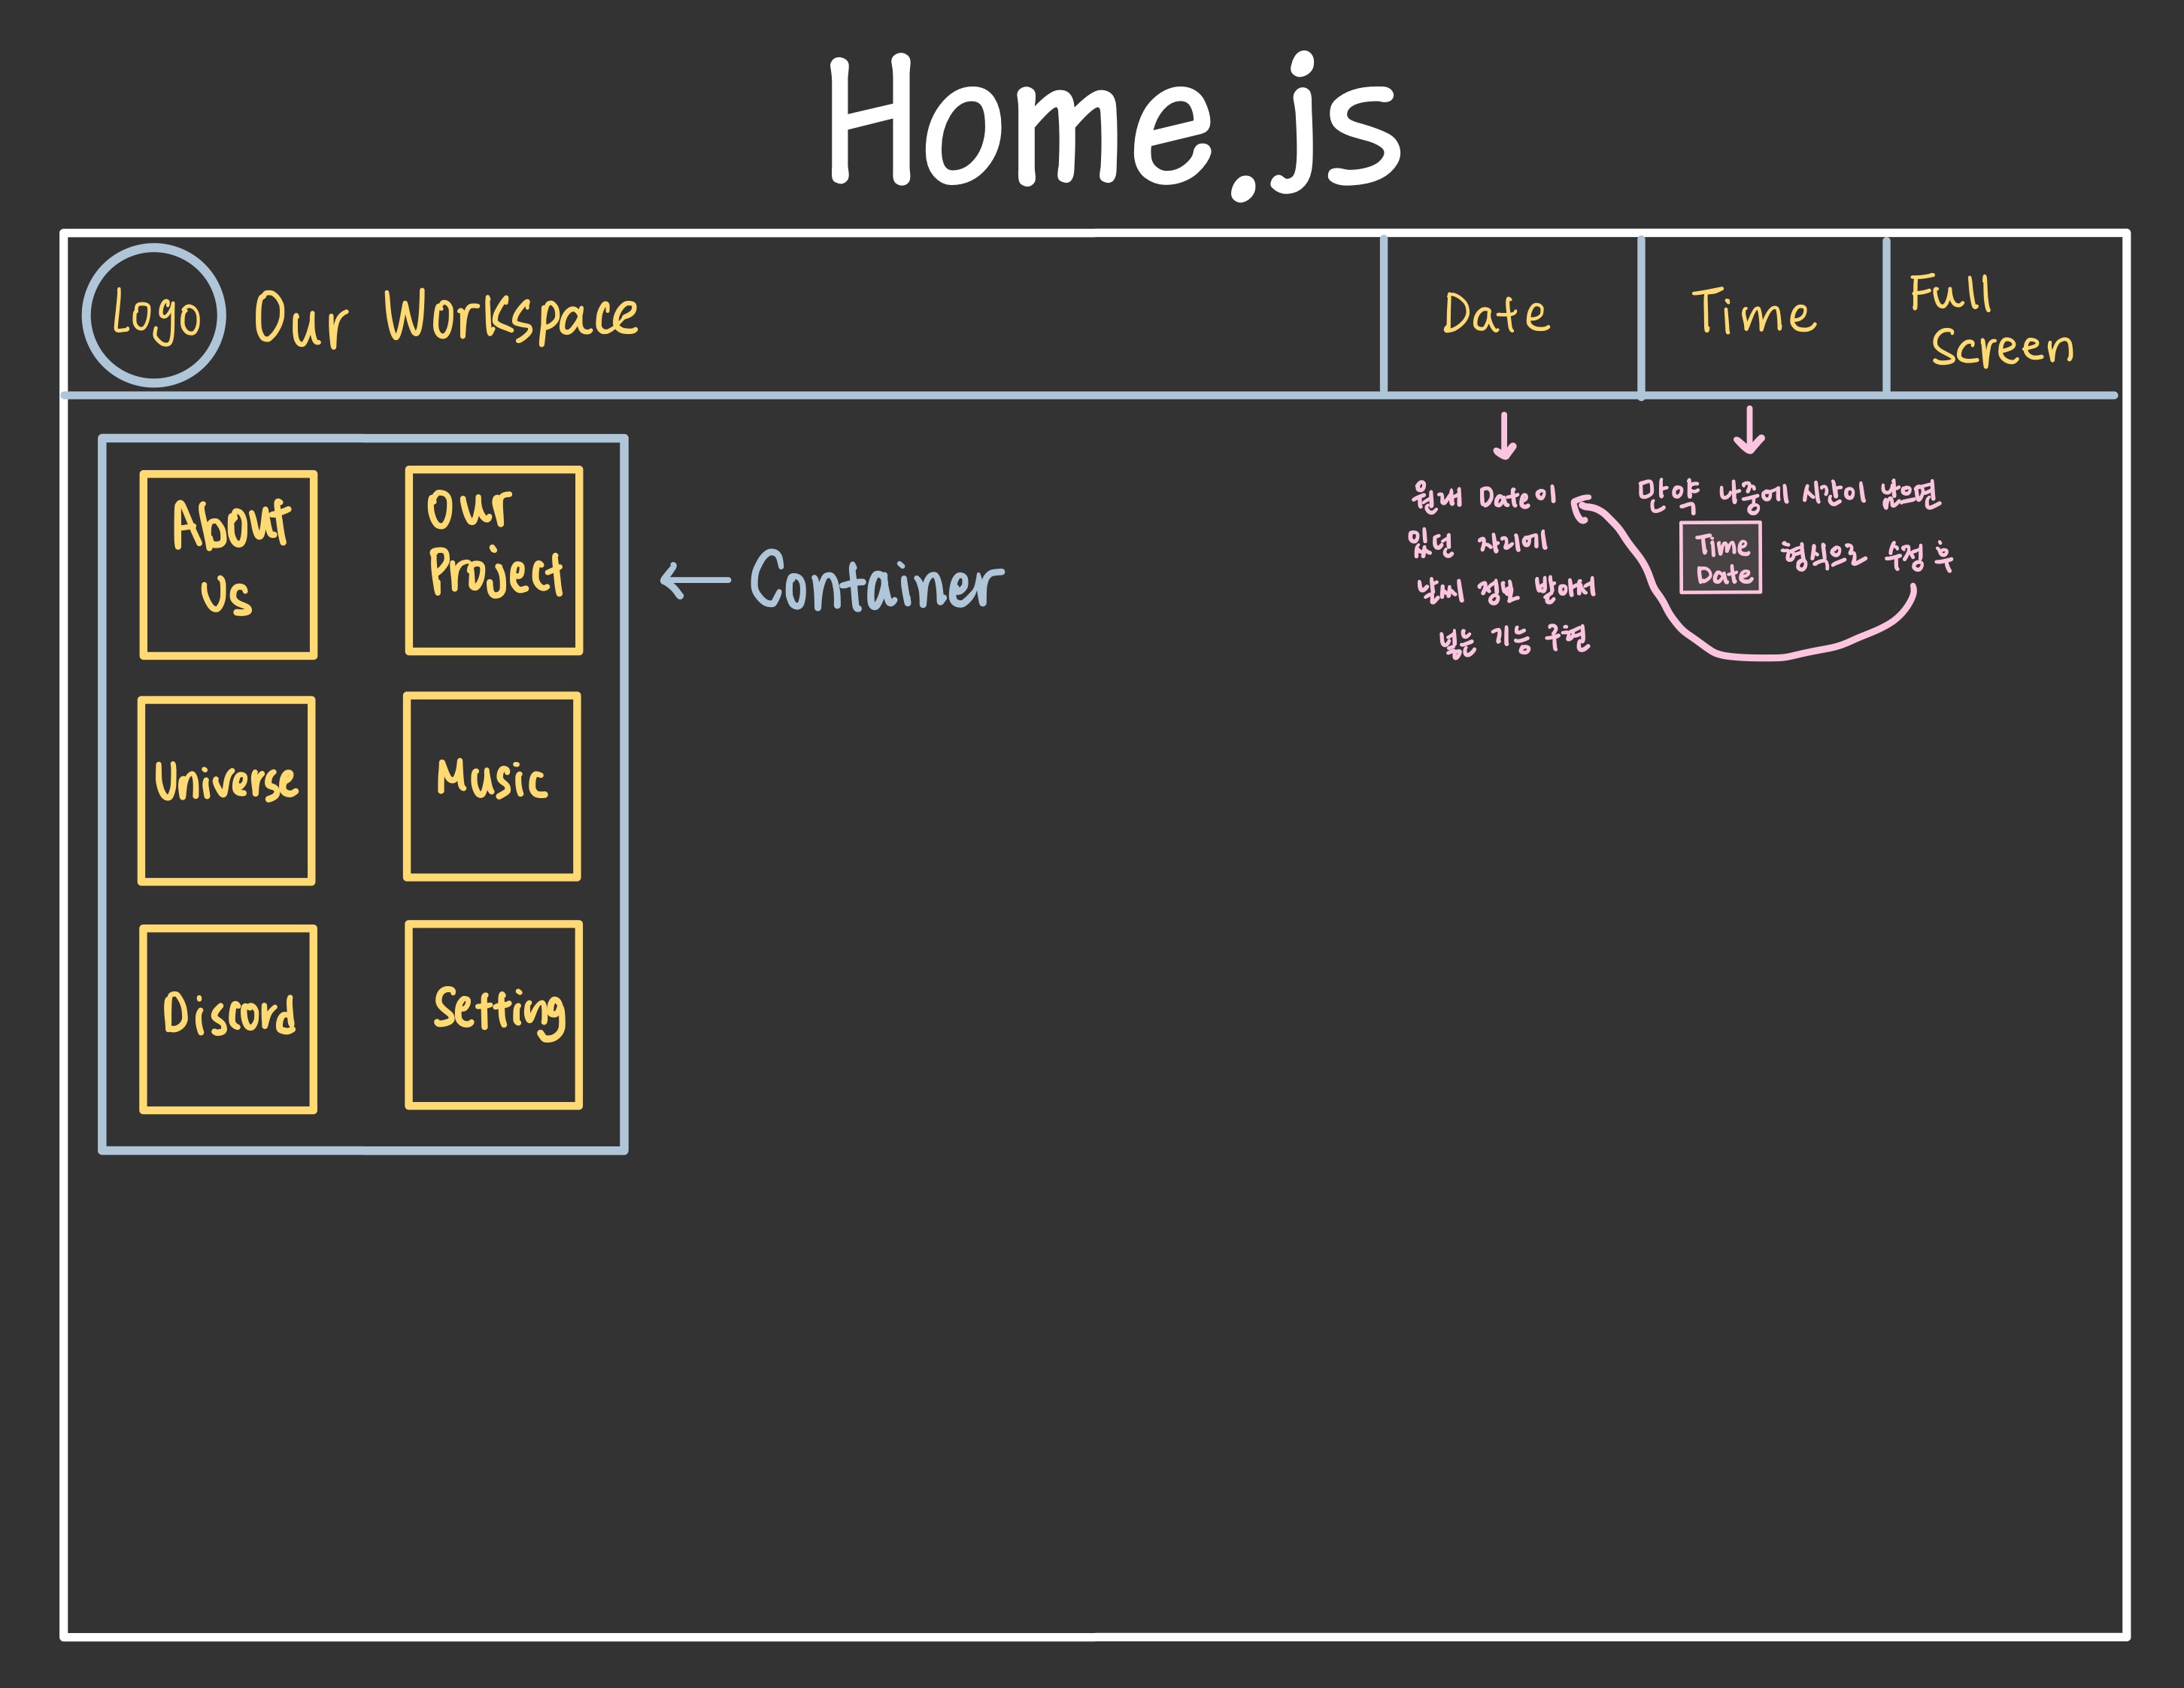 Home.js
Logo
Our Workspace
Date
Time
Full
Screen
About
us
Our
Project
Universe
Music
Discord
Setting
← Container
원래 Date이
있던 자리에
날씨 정보 받아와서
띄우는 기능 구현
만약 나중에 시간이 남으면
Time
Date
형식으로 수정 후